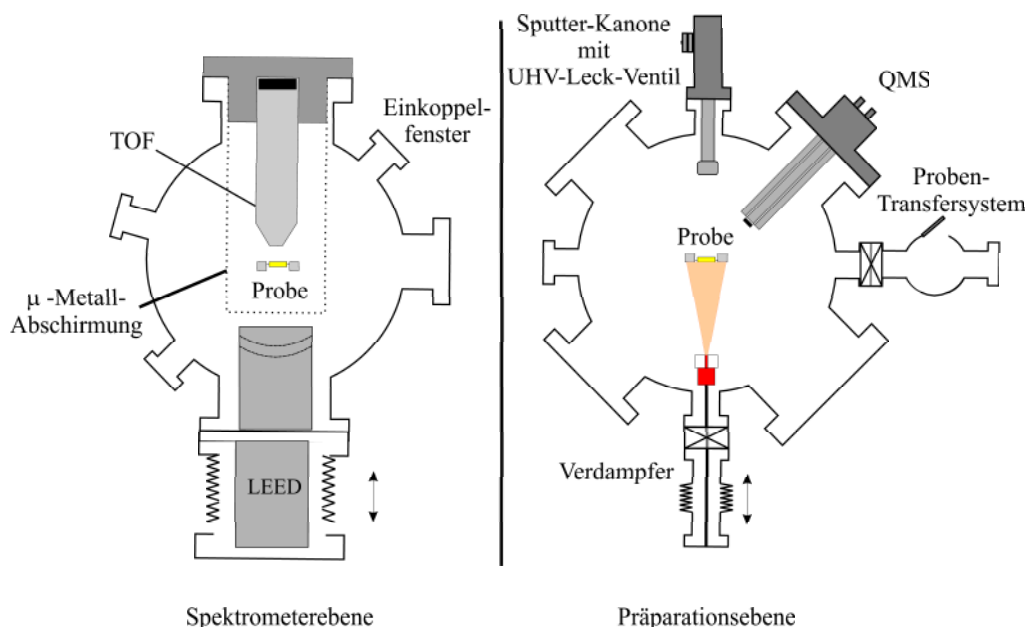 TOF
Einkoppel-
fenster
Probe
μ -Metall-
Abschirmung
LEED
Spektrometerebene
Sputter-Kanone
mit
UHV-Leck-Ventil
QMS
Proben-
Transfersystem
Probe
Verdampfer
Präparationsebene